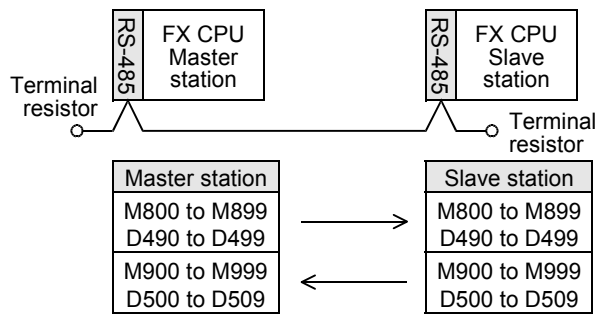 RS-485
FX CPU
Master
station
RS-485
FX CPU
Slave
station
Terminal
resistor
Terminal
resistor
Master station
M800 to M899
D490 to D499
M900 to M999
D500 to D509
Slave station
M800 to M899
D490 to D499
M900 to M999
D500 to D509